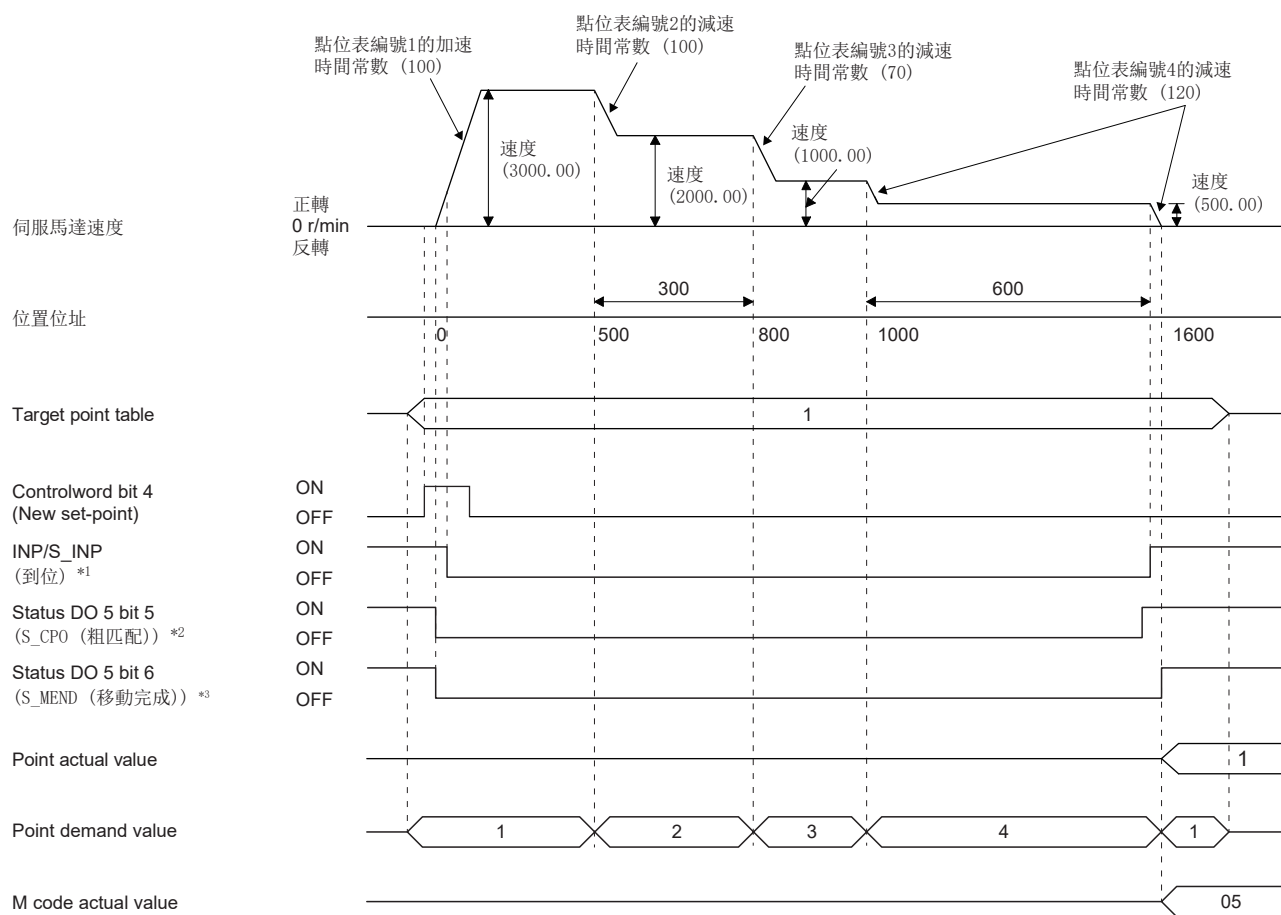 點位表編號1的加速
時間常數 (100)
點位表編號2的減速
時間常數 (100)
點位表編號3的減速
時間常數 (70)
點位表編號4的減速
時間常數 (120)
速度
(3000.00)
速度
(2000.00)
速度
(1000.00)
速度
(500.00)
伺服馬達速度
正轉
0 r/min
反轉
300
600
位置位址
0
500
800
1000
1600
Target point table
1
Controlword bit 4
(New set-point)
ON
OFF
INP/S_INP
(到位) *1
ON
OFF
Status DO 5 bit 5
(S_CPO (粗匹配)) *2
ON
OFF
Status DO 5 bit 6
(S_MEND (移動完成)) *3
ON
OFF
Point actual value
1
Point demand value
1
2
3
4
1
M code actual value
05